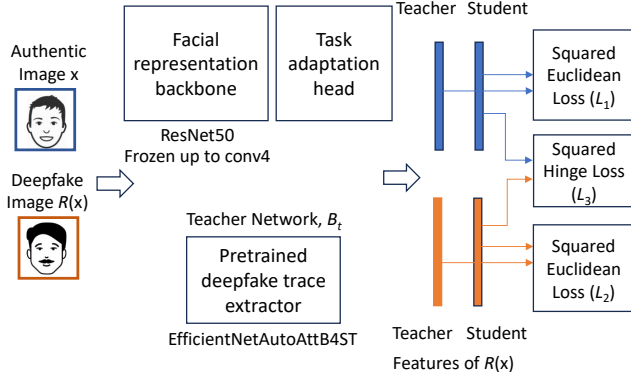 Authentic
Image x
Deepfake
Image R(x)
Facial
representation
backbone
Task
adaptation
head
ResNet50
Frozen up to conv4
Teacher Network, Bt
Pretrained
deepfake trace
extractor
EfficientNetAutoAttB4ST
Teacher Student
Teacher Student
Features of R(x)
Squared
Euclidean
Loss (L1)
Squared
Hinge Loss
(L3)
Squared
Euclidean
Loss (L2)